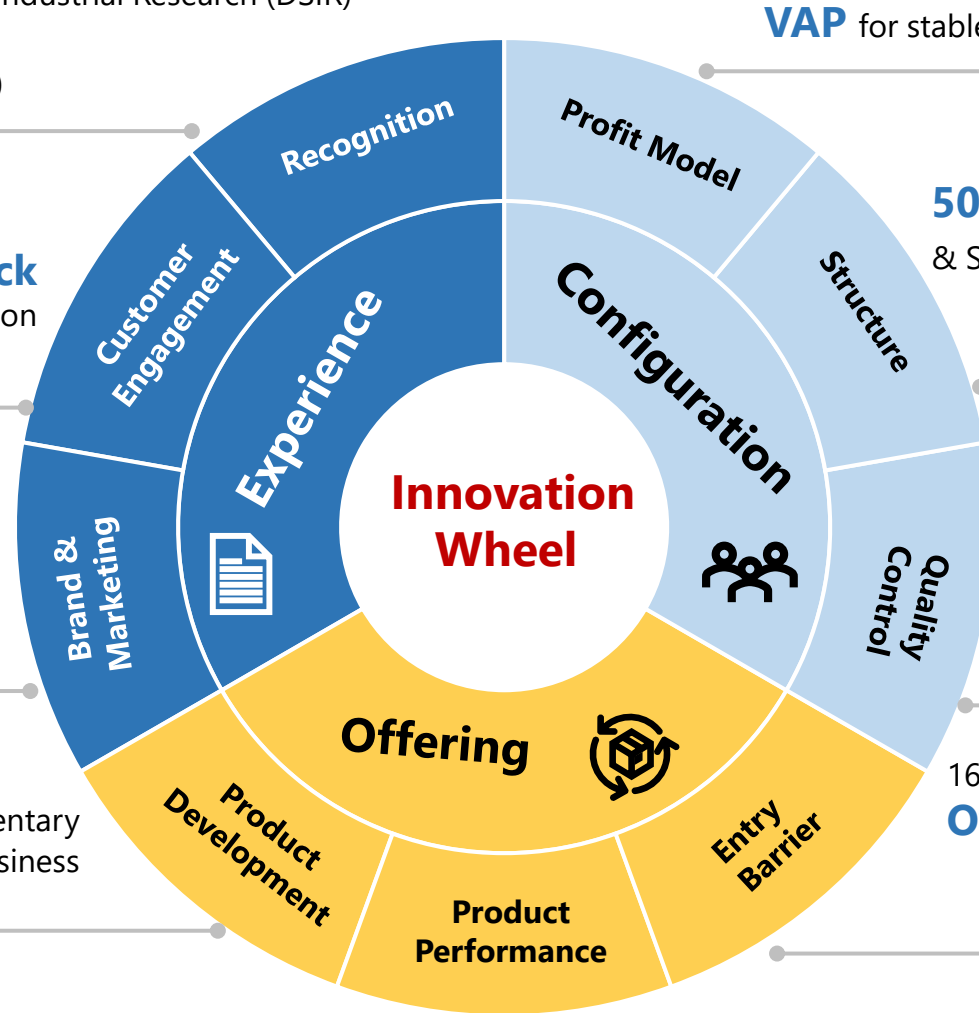 Industrial Research (DSIR)
VAP for stable
)
Recognition
Profit Model
50
& S
ck
on
Customer
Engagement
Structure
Experience
Configuration
Innovation
Wheel
Brand &
Marketing
Quality
Control
Offering
16
O
entary
siness
Product
Development
Entry
Barrier
Product
Performance